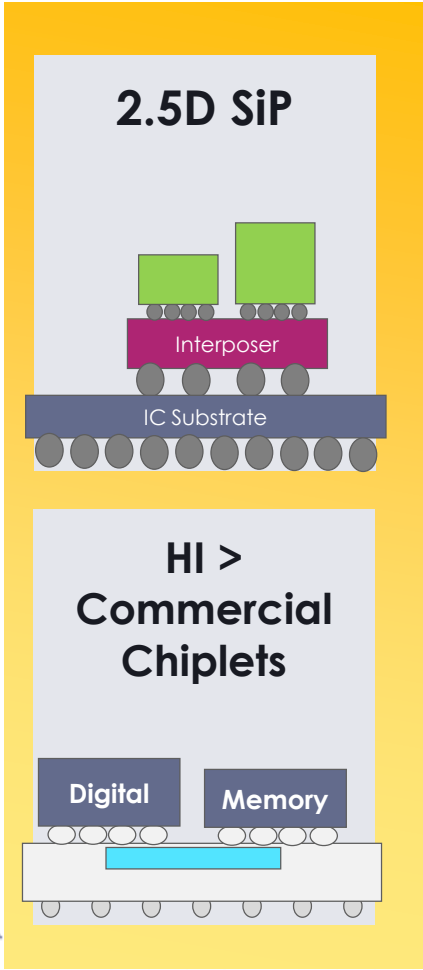 2.5D SiP
Interposer
IC Substrate
HI >
Commercial
Chiplets
Digital
Memory